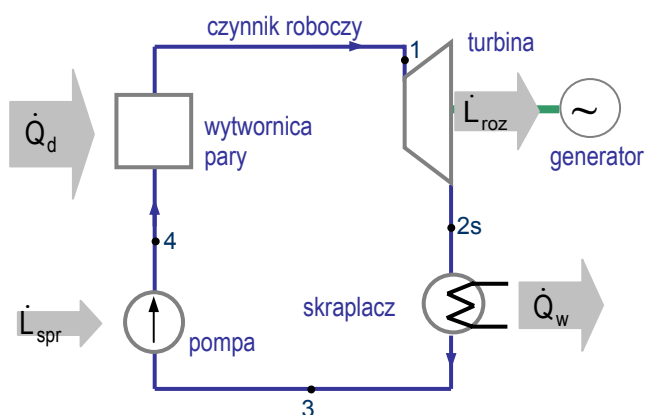 czynnik roboczy
1
turbina
Q̇d
wytwornica
pary
L̇roz
~
generator
4
2s
L̇spr
pompa
skraplacz
Q̇w
3